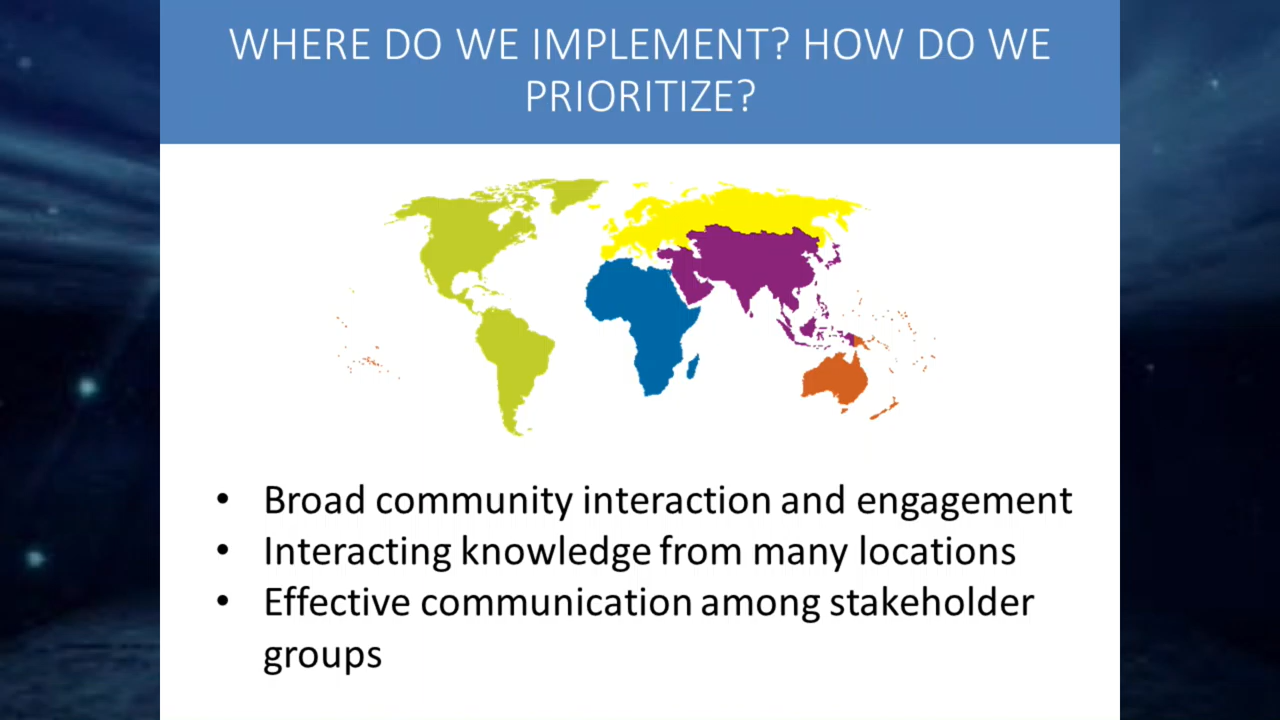 WHERE DO WE IMPLEMENT? HOW DO WE
PRIORITIZE?
• Broad community interaction and engagement
• Interacting knowledge from many locations
• Effective communication among stakeholder
groups